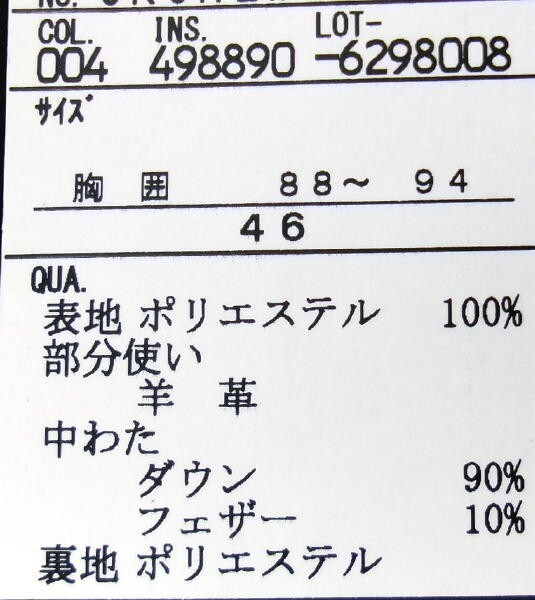 NO.
COL. INS. LOT-
004 498890 -6298008
サイズ
胸 囲 88～ 94
46
QUA.
表地 ポリエステル 100%
部分使い
羊 革
中わた
ダウン 90%
フェザー 10%
裏地 ポリエステル